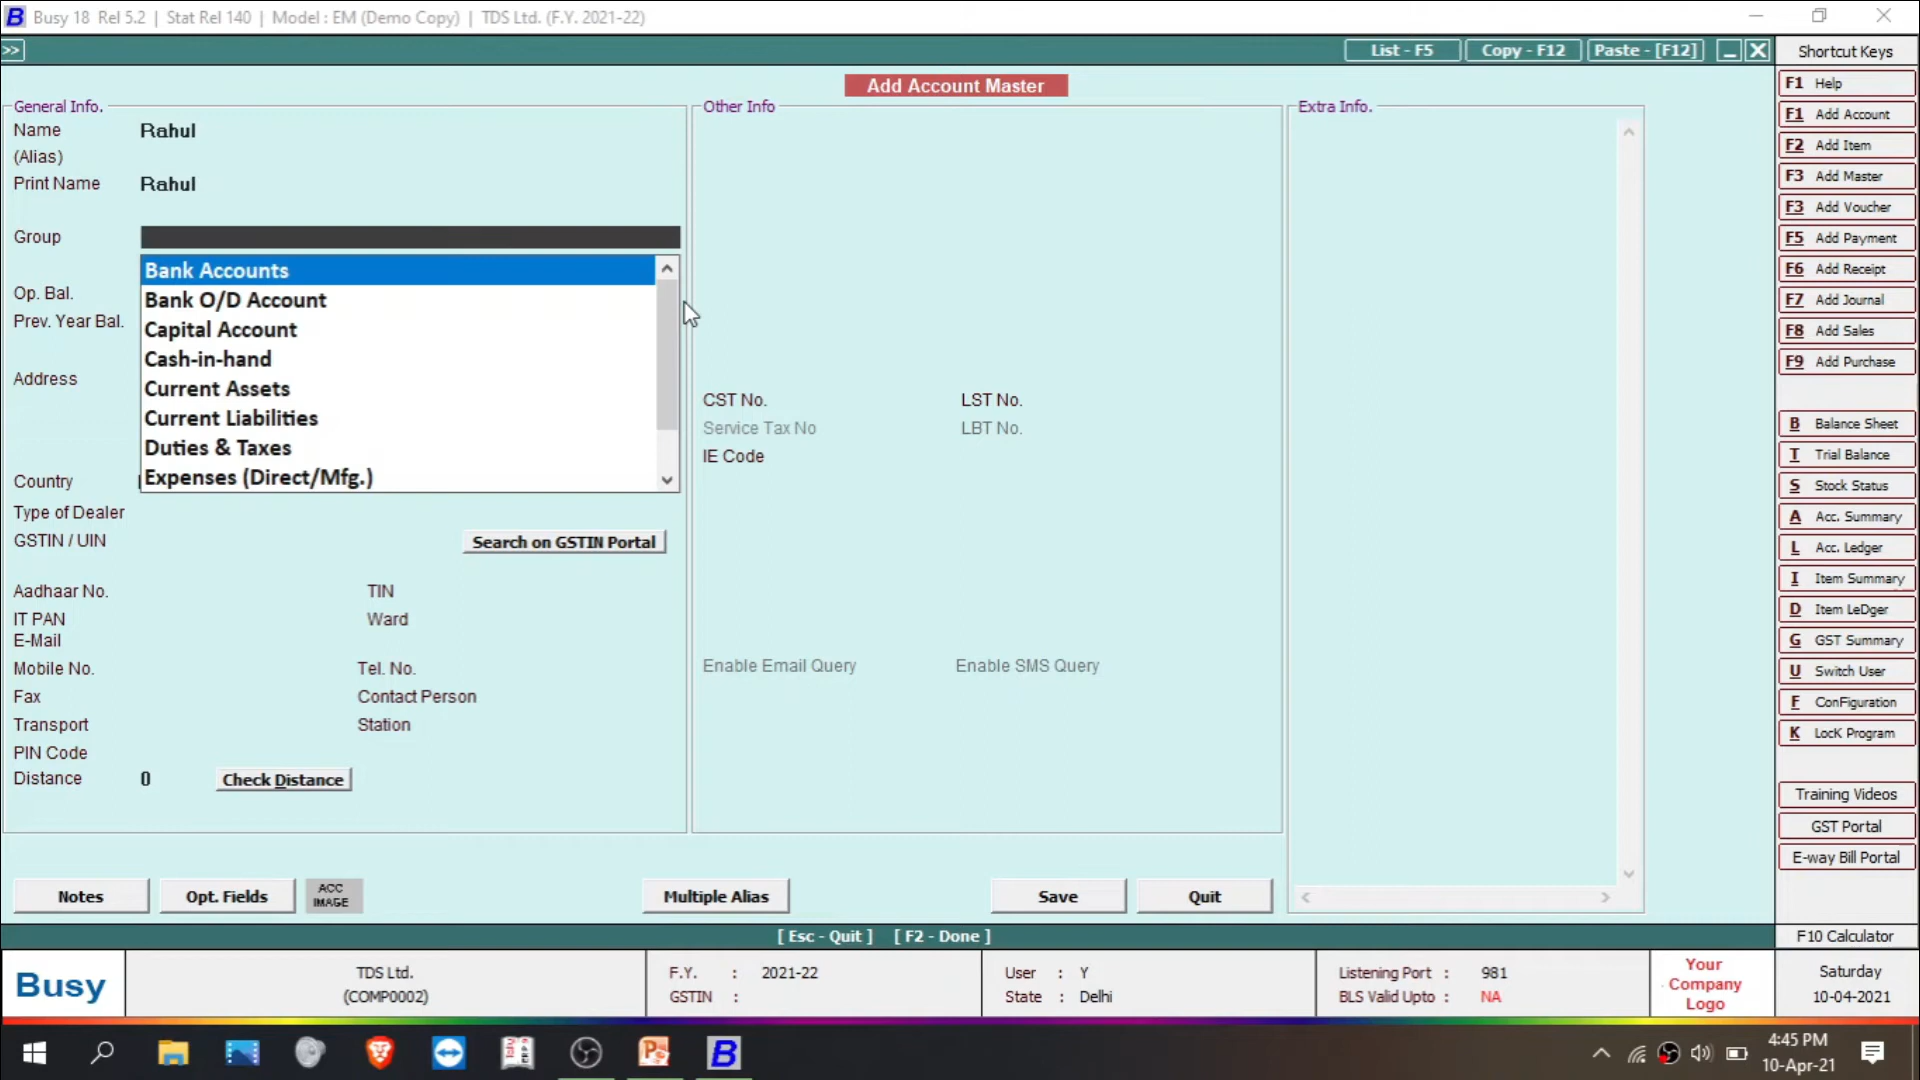 Busy 18 Rel 5.2 | Stat Rel 140 | Model : EM (Demo Copy) | TDS Ltd. (F.Y. 2021-22)
>> List - F5 Copy - F12 Paste - [F12] Shortcut Keys
Add Account Master
General Info. Other Info Extra Info.
Name Rahul
(Alias)
Print Name Rahul
Group
Bank Accounts
Bank O/D Account
Capital Account
Cash-in-hand
Current Assets
Current Liabilities
Duties & Taxes
Expenses (Direct/Mfg.)
Op. Bal.
Prev. Year Bal.
Address
Country
Type of Dealer
GSTIN / UIN Search on GSTIN Portal
Aadhaar No. TIN
IT PAN Ward
E-Mail
Mobile No. Tel. No.
Fax Contact Person
Transport Station
PIN Code
Distance 0 Check Distance
CST No. LST No.
Service Tax No LBT No.
IE Code
Enable Email Query Enable SMS Query
Notes Opt. Fields ACC IMAGE Multiple Alias Save Quit
[ Esc - Quit ] [ F2 - Done ]
F1 Help
F1 Add Account
F2 Add Item
F3 Add Master
F3 Add Voucher
F5 Add Payment
F6 Add Receipt
F7 Add Journal
F8 Add Sales
F9 Add Purchase
B Balance Sheet
T Trial Balance
S Stock Status
A Acc. Summary
L Acc. Ledger
I Item Summary
D Item LeDger
G GST Summary
U Switch User
F ConFiguration
K LocK Program
Training Videos
GST Portal
E-way Bill Portal
F10 Calculator
Busy
TDS Ltd.
(COMP0002)
F.Y. : 2021-22
GSTIN :
User : Y
State : Delhi
Listening Port : 981
BLS Valid Upto : NA
Your
Company
Logo
Saturday
10-04-2021
4:45 PM
10-Apr-21